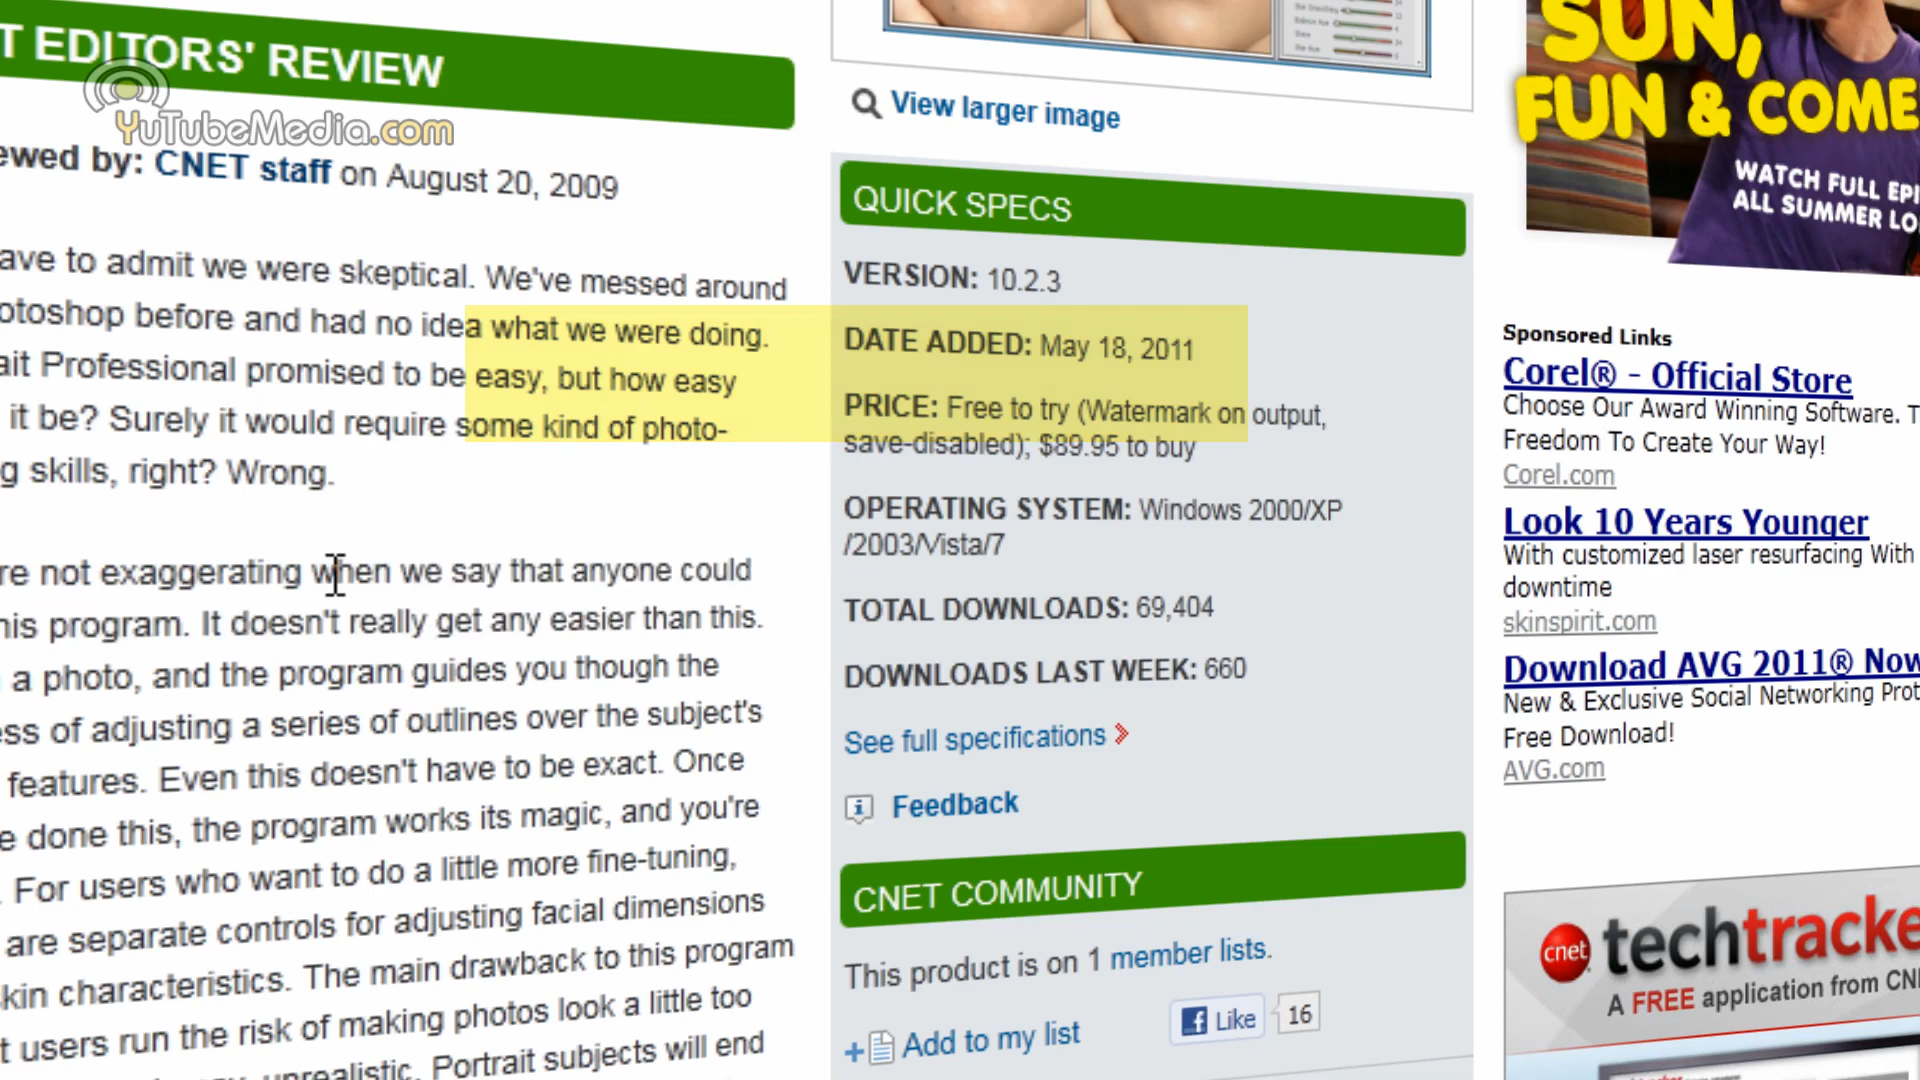 T EDITORS' REVIEW
YuTubeMedia.com
ewed by: CNET staff on August 20, 2009
ave to admit we were skeptical. We've messed around
otoshop before and had no idea what we were doing.
ait Professional promised to be easy, but how easy
it be? Surely it would require some kind of photo-
g skills, right? Wrong.
re not exaggerating when we say that anyone could
his program. It doesn't really get any easier than this.
a photo, and the program guides you though the
ess of adjusting a series of outlines over the subject's
features. Even this doesn't have to be exact. Once
e done this, the program works its magic, and you're
. For users who want to do a little more fine-tuning,
are separate controls for adjusting facial dimensions
kin characteristics. The main drawback to this program
t users run the risk of making photos look a little too
unrealistic. Portrait subjects will end
View larger image
QUICK SPECS
VERSION: 10.2.3
DATE ADDED: May 18, 2011
PRICE: Free to try (Watermark on output,
save-disabled); $89.95 to buy
OPERATING SYSTEM: Windows 2000/XP
/2003/Vista/7
TOTAL DOWNLOADS: 69,404
DOWNLOADS LAST WEEK: 660
See full specifications
Feedback
CNET COMMUNITY
This product is on 1 member lists.
+ Add to my list
Like 16
SUN,
FUN & COME
WATCH FULL EPI
ALL SUMMER LO
Sponsored Links
Corel® - Official Store
Choose Our Award Winning Software. T
Freedom To Create Your Way!
Corel.com
Look 10 Years Younger
With customized laser resurfacing With
downtime
skinspirit.com
Download AVG 2011® Now
New & Exclusive Social Networking Prot
Free Download!
AVG.com
cnet techtracke
A FREE application from CN